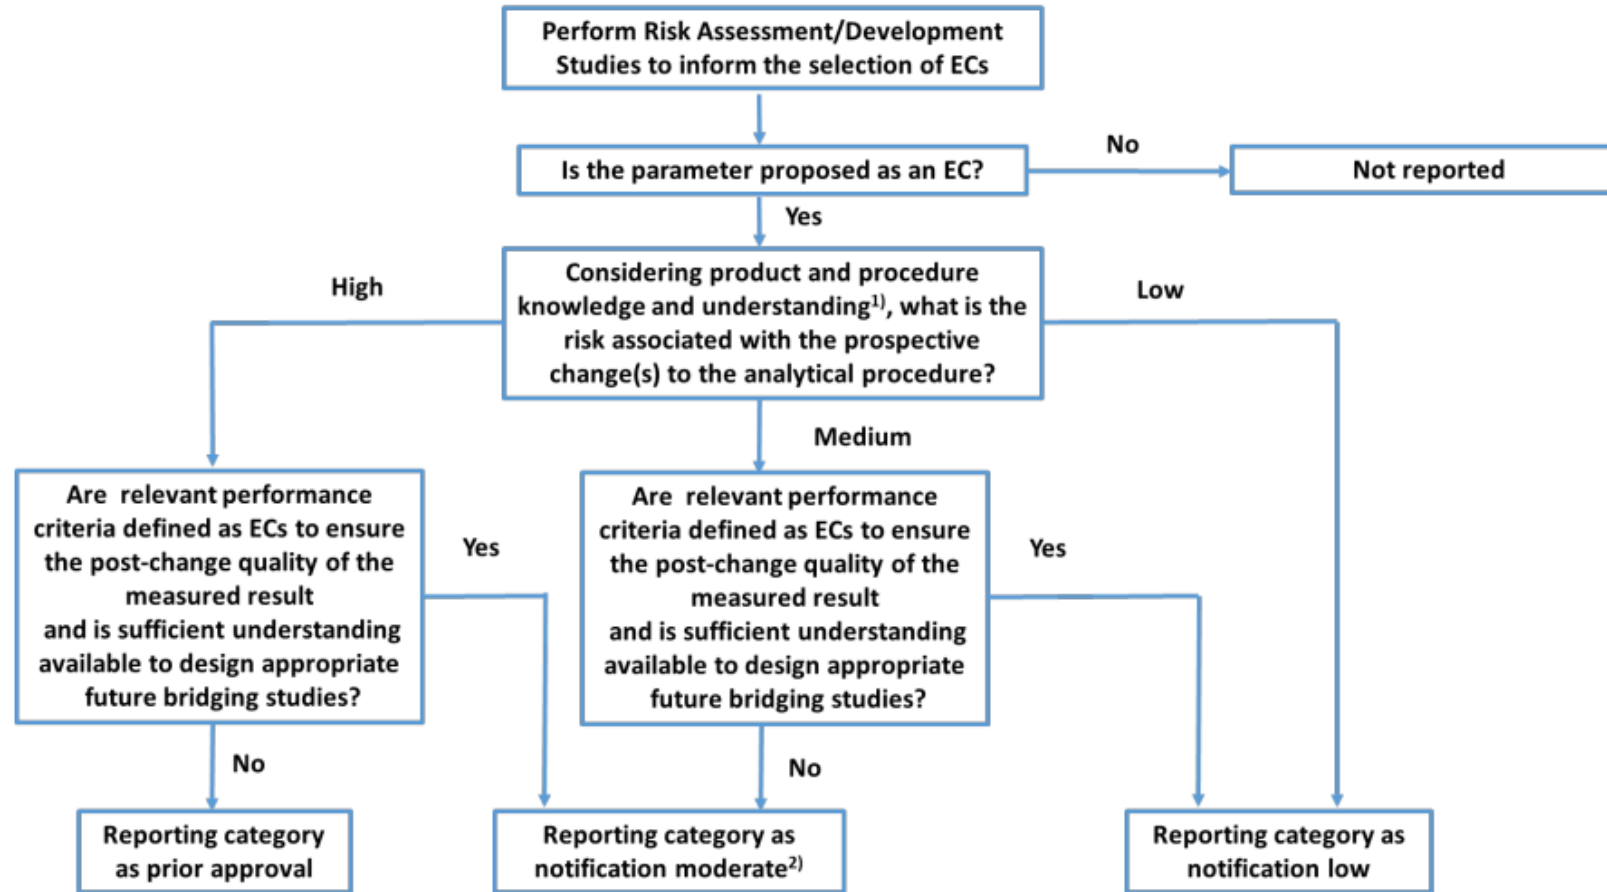 Perform Risk Assessment/Development
Studies to inform the selection of ECs
Is the parameter proposed as an EC?
No
Not reported
Yes
Considering product and procedure
knowledge and understanding1), what is the
risk associated with the prospective
change(s) to the analytical procedure?
High
Low
Medium
Are relevant performance
criteria defined as ECs to ensure
the post-change quality of the
measured result
and is sufficient understanding
available to design appropriate
future bridging studies?
Yes
Are relevant performance
criteria defined as ECs to ensure
the post-change quality of the
measured result
and is sufficient understanding
available to design appropriate
future bridging studies?
Yes
No
No
Reporting category
as prior approval
Reporting category as
notification moderate2)
Reporting category as
notification low